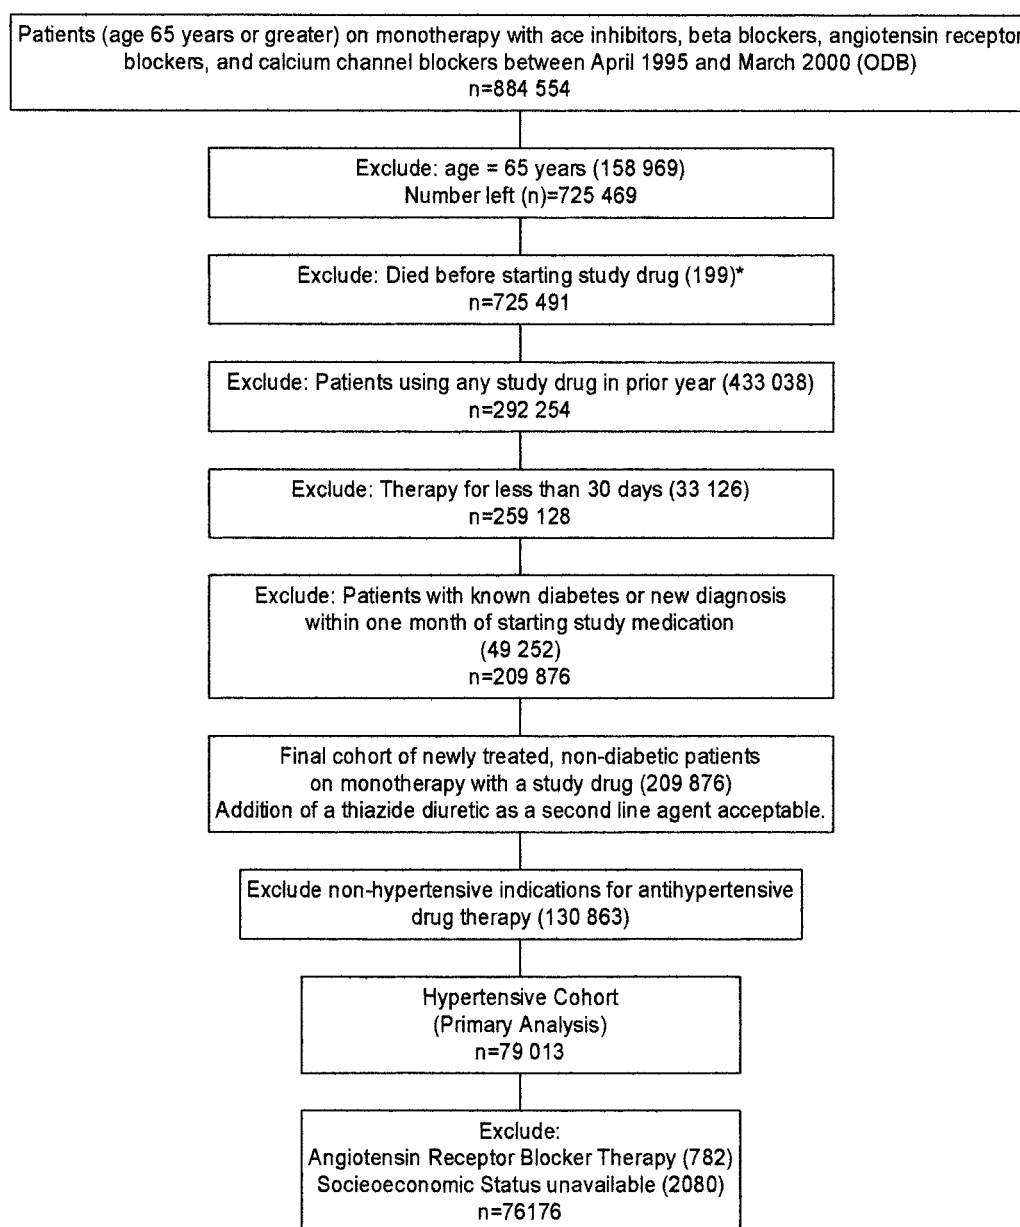 Patients (age 65 years or greater) on monotherapy with ace inhibitors, beta blockers, angiotensin receptor
blockers, and calcium channel blockers between April 1995 and March 2000 (ODB)
n=884 554
Exclude: age = 65 years (158 969)
Number left (n)=725 469
Exclude: Died before starting study drug (199)*
n=725 491
Exclude: Patients using any study drug in prior year (433 038)
n=292 254
Exclude: Therapy for less than 30 days (33 126)
n=259 128
Exclude: Patients with known diabetes or new diagnosis
within one month of starting study medication
(49 252)
n=209 876
Final cohort of newly treated, non-diabetic patients
on monotherapy with a study drug (209 876)
Addition of a thiazide diuretic as a second line agent acceptable.
Exclude non-hypertensive indications for antihypertensive
drug therapy (130 863)
Hypertensive Cohort
(Primary Analysis)
n=79 013
Exclude:
Angiotensin Receptor Blocker Therapy (782)
Socieoeconomic Status unavailable (2080)
n=76176